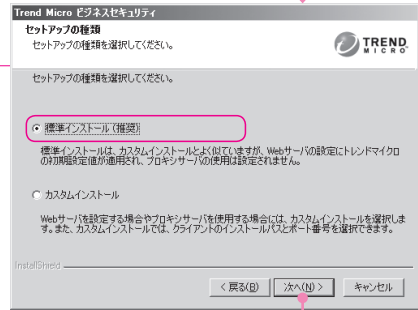 Trend Micro ビジネスセキュリティ
セットアップの種類
セットアップの種類を選択してください。
TREND
MICRO
セットアップの種類を選択してください。
標準インストール(推奨)
標準インストールは、カスタムインストールとよく似ていますが、Webサーバの設定にトレンドマイクロ
の初期設定値が適用され、プロキシサーバの使用は設定されません。
カスタムインストール
Webサーバを設定する場合やプロキシサーバを使用する場合には、カスタムインストールを選択しま
す。また、カスタムインストールでは、クライアントのインストールパスとポート番号を選択できます。
InstallShield
< 戻る(B)
次へ(N) >
キャンセル